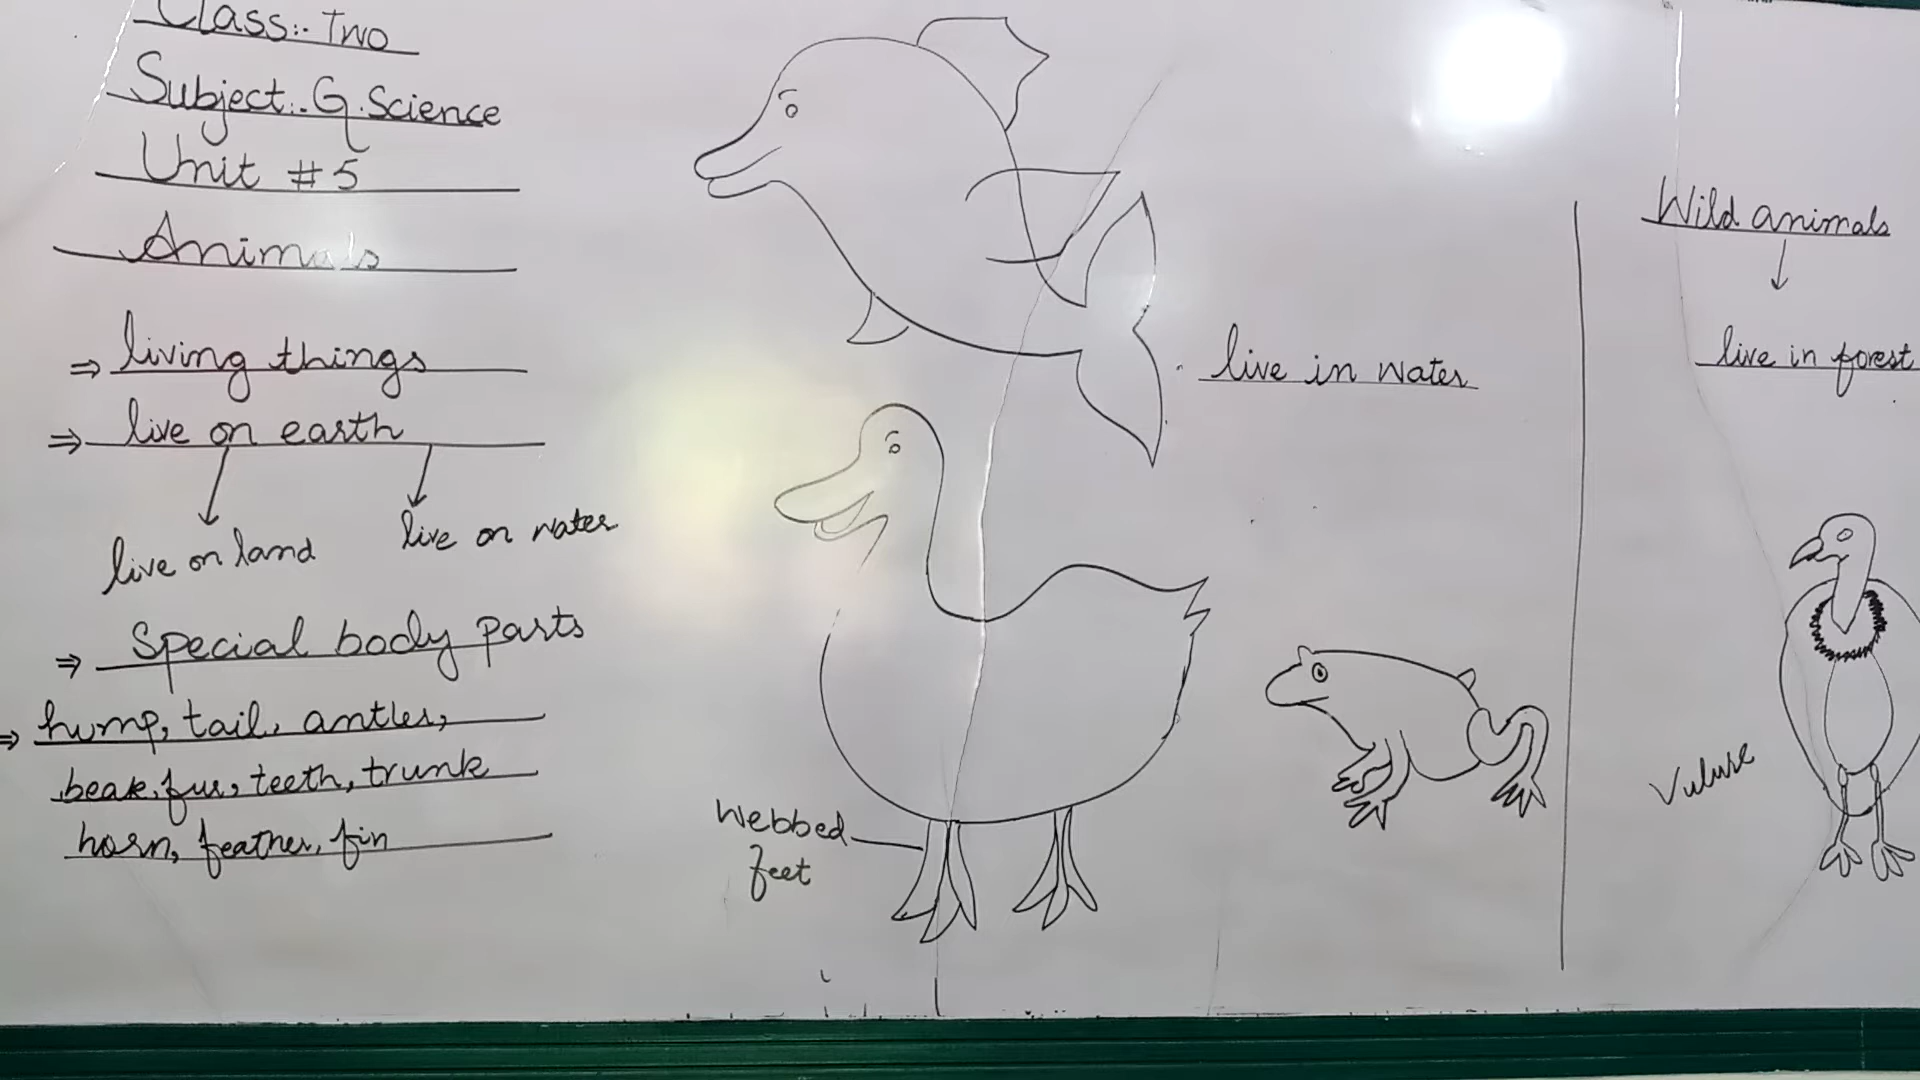 Class:- Two
Subject:- G.Science
Unit #5
Animals
⇒ living things
⇒ live on earth
live on land
live on water
⇒ Special body parts
⇒ hump, tail, antler,
beak, fur, teeth, trunk
horn, feather, fin
live in water
Webbed
feet
Wild animals
live in forest
Vulure